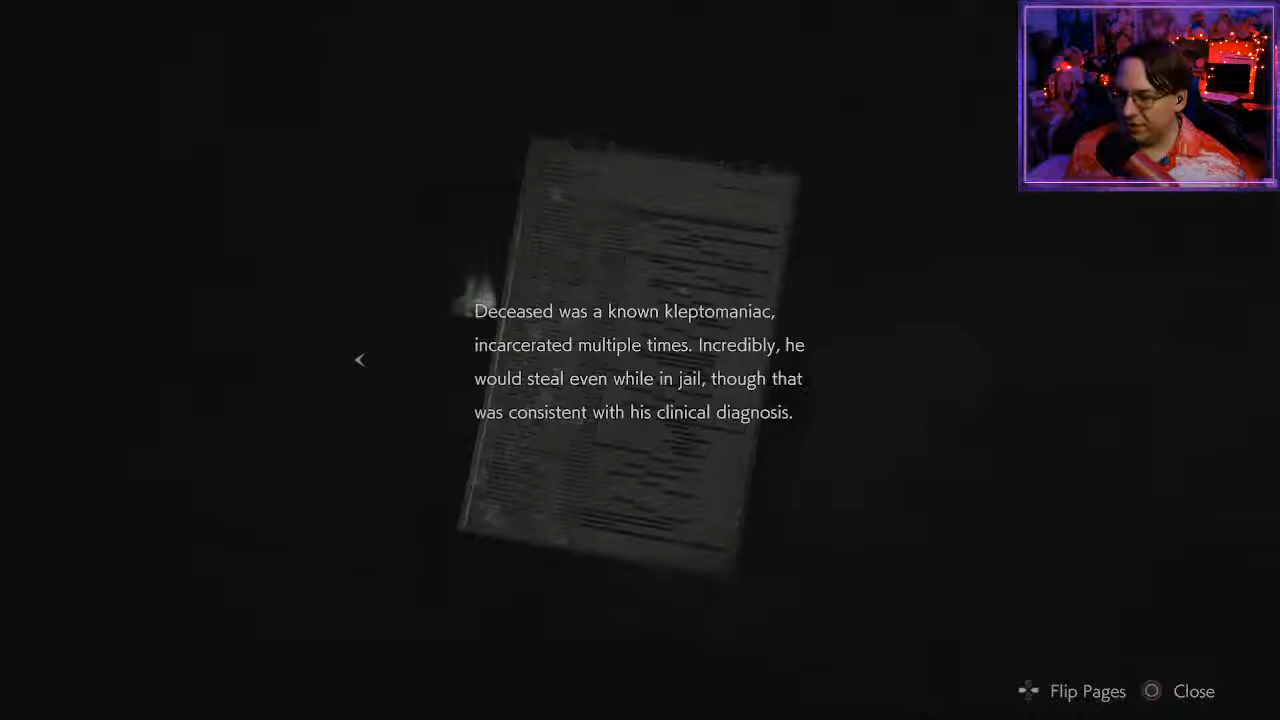 Deceased was a known kleptomaniac,
incarcerated multiple times. Incredibly, he
would steal even while in jail, though that
was consistent with his clinical diagnosis.
Flip Pages
Close